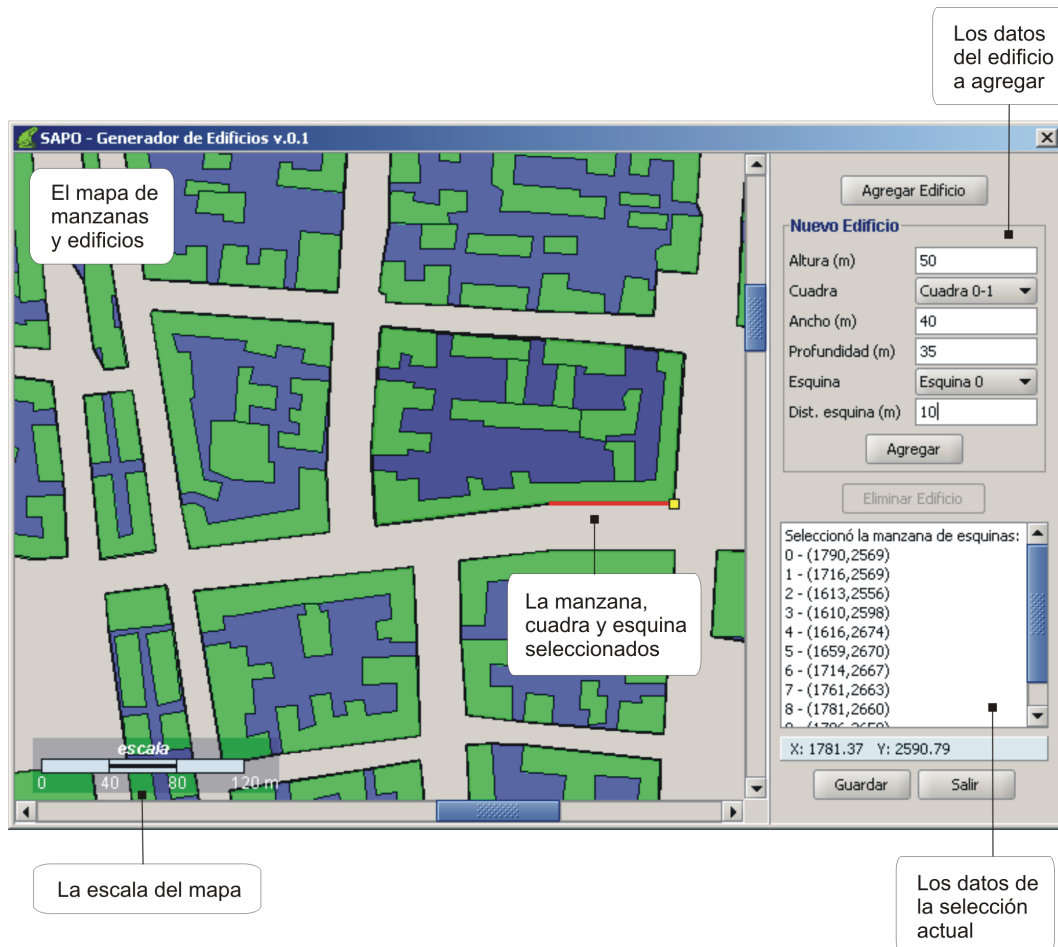 Los datos
del edificio
a agregar
SAPO - Generador de Edificios v.0.1
El mapa de
manzanas
y edificios
Agregar Edificio
Nuevo Edificio
Altura (m) 50
Cuadra Cuadra 0-1
Ancho (m) 40
Profundidad (m) 35
Esquina Esquina 0
Dist. esquina (m) 10
Agregar
Eliminar Edificio
Seleccionó la manzana de esquinas:
0 - (1790,2569)
1 - (1716,2569)
2 - (1613,2556)
3 - (1610,2598)
4 - (1616,2674)
5 - (1659,2670)
6 - (1714,2667)
7 - (1761,2663)
8 - (1781,2660)
La manzana,
cuadra y esquina
seleccionados
X: 1781.37 Y: 2590.79
Guardar Salir
escala
0 40 80 120 m
La escala del mapa
Los datos de
la selección
actual